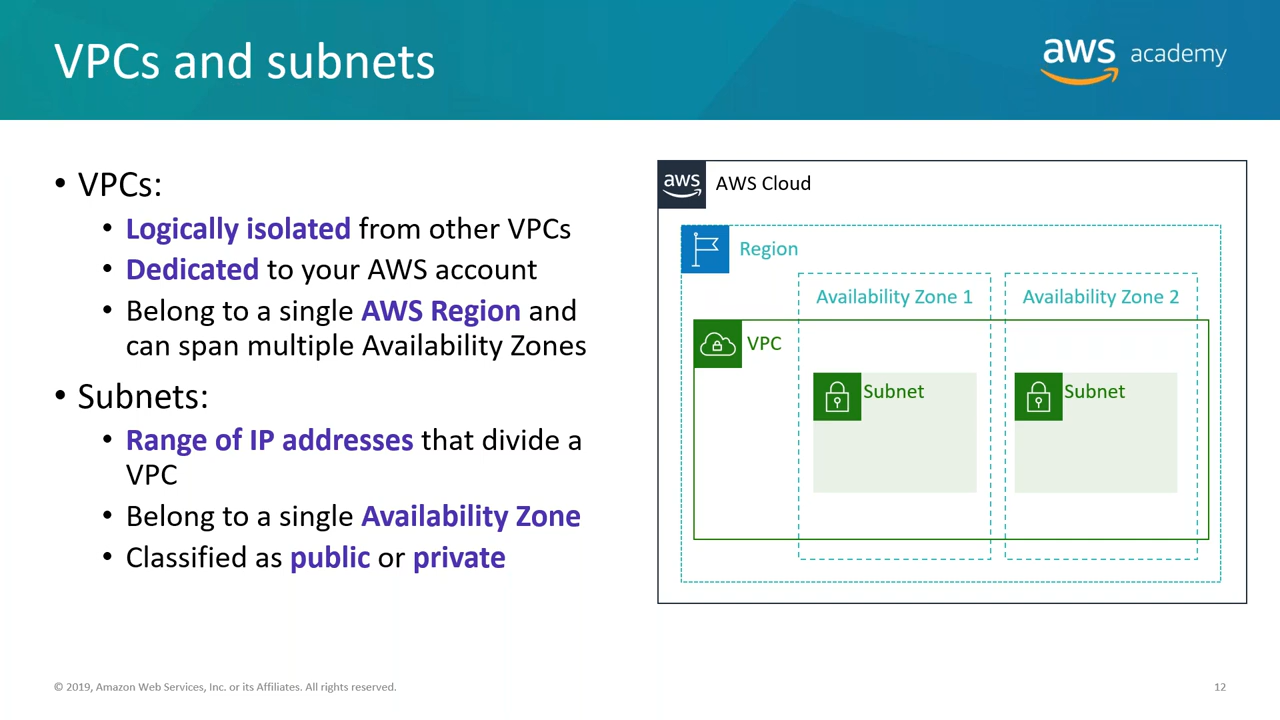 VPCs and subnets
aws academy
• VPCs:
• Logically isolated from other VPCs
• Dedicated to your AWS account
• Belong to a single AWS Region and
can span multiple Availability Zones
• Subnets:
• Range of IP addresses that divide a
VPC
• Belong to a single Availability Zone
• Classified as public or private
aws
AWS Cloud
Region
Availability Zone 1
Availability Zone 2
VPC
Subnet
Subnet
© 2019, Amazon Web Services, Inc. or its Affiliates. All rights reserved.
12